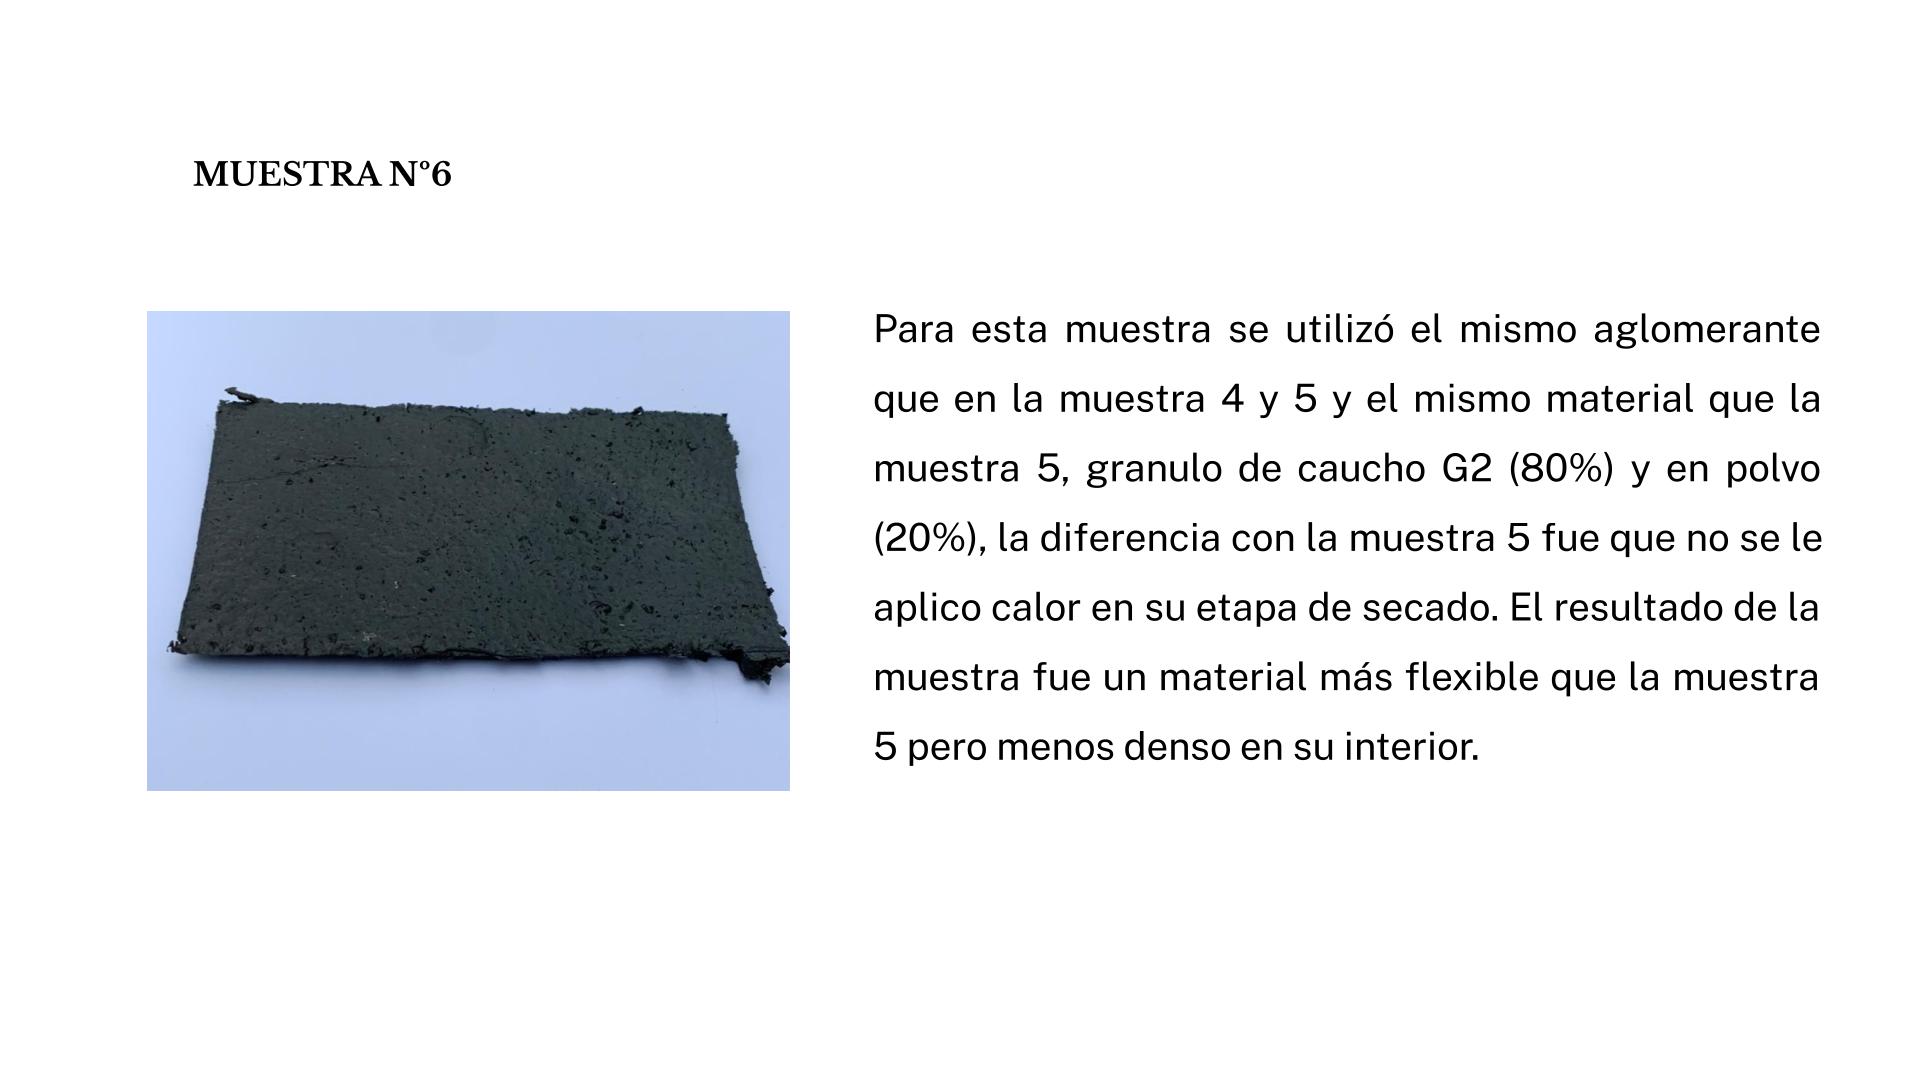 MUESTRA N°6
Para esta muestra se utilizó el mismo aglomerante
que en la muestra 4 y 5 y el mismo material que la
muestra 5, granulo de caucho G2 (80%) y en polvo
(20%), la diferencia con la muestra 5 fue que no se le
aplico calor en su etapa de secado. El resultado de la
muestra fue un material más flexible que la muestra
5 pero menos denso en su interior.